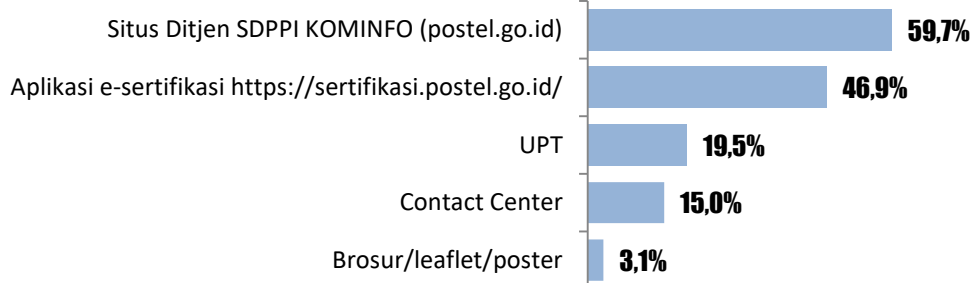 Situs Ditjen SDPPI KOMINFO (postel.go.id) 59,7%
Aplikasi e-sertifikasi https://sertifikasi.postel.go.id/ 46,9%
UPT 19,5%
Contact Center 15,0%
Brosur/leaflet/poster 3,1%